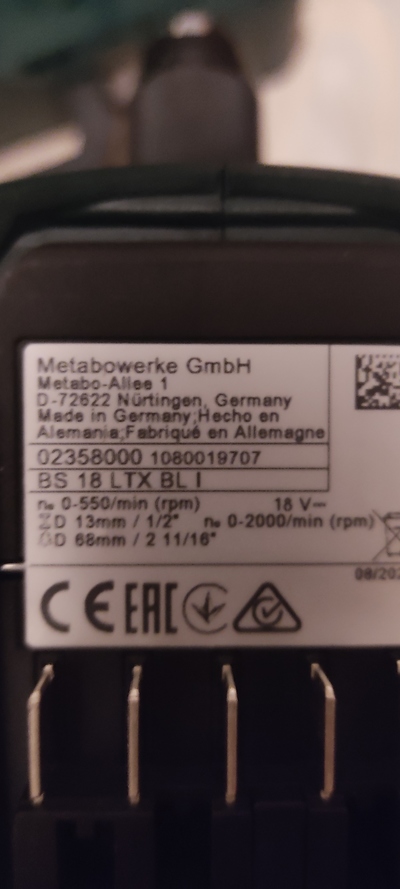 Metabowerke GmbH
Metabo-Allee 1
D-72622 Nürtingen, Germany
Made in Germany;Hecho en
Alemania;Fabriqué en Allemagne
02358000 1080019707
BS 18 LTX BL I
n₀ 0-550/min (rpm) 18 V⎓
D 13mm / 1/2" n₀ 0-2000/min (rpm)
D 68mm / 2 11/16"
08/202
CE EAC